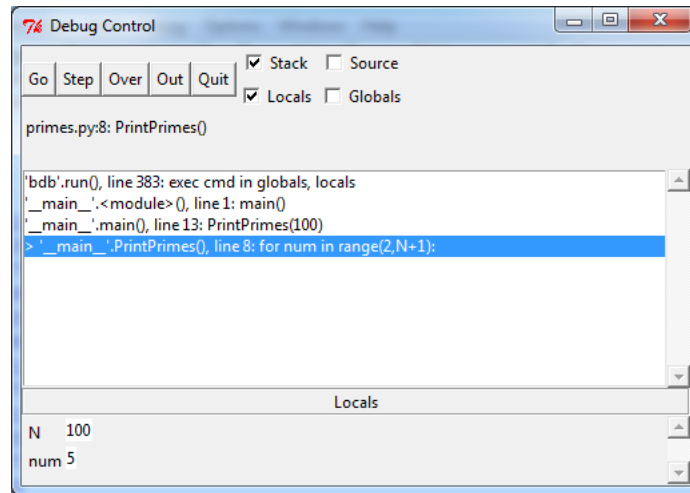 Debug Control
Go Step Over Out Quit
Stack Source
Locals Globals
primes.py:8: PrintPrimes()
'bdb'.run(), line 383: exec cmd in globals, locals
'__main__'.<module>(), line 1: main()
'__main__'.main(), line 13: PrintPrimes(100)
> '__main__'.PrintPrimes(), line 8: for num in range(2,N+1):
Locals
N 100
num 5